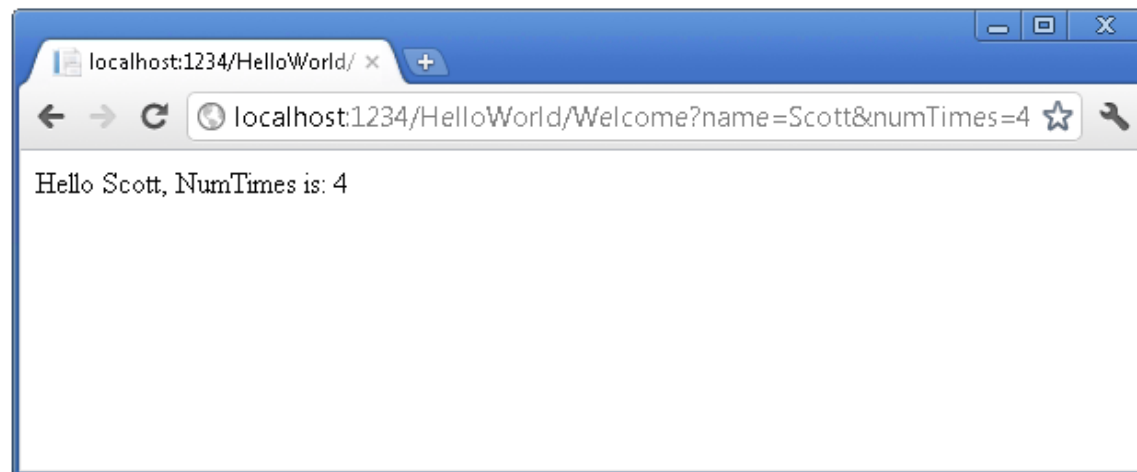 localhost:1234/HelloWorld/
localhost:1234/HelloWorld/Welcome?name=Scott&numTimes=4
Hello Scott, NumTimes is: 4